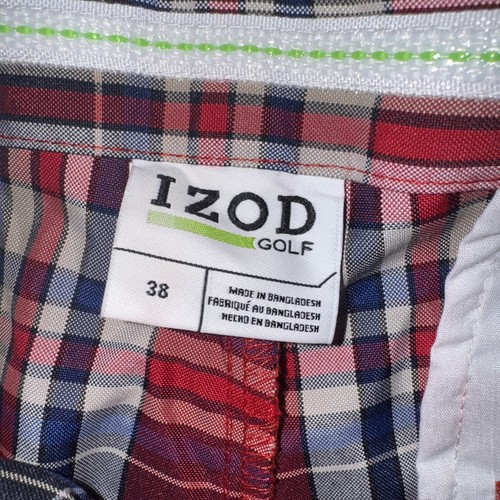 IZOD
GOLF
38
MADE IN BANGLADESH
FABRIQUÉ AU BANGLADESH
HECHO EN BANGLADESH